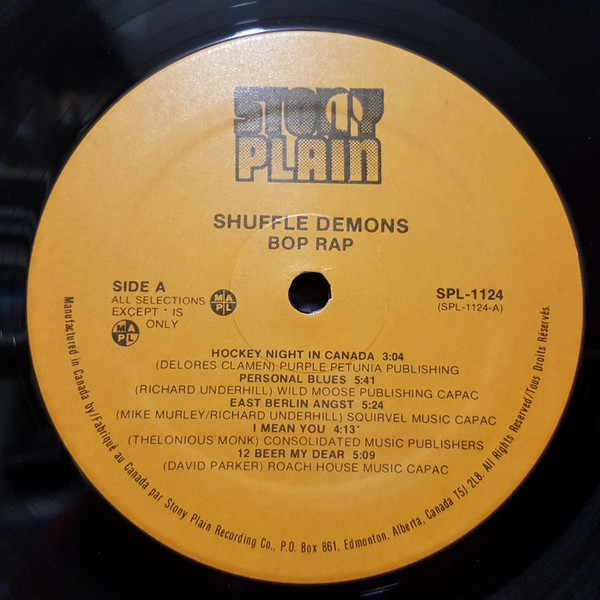 STONY
PLAIN
SHUFFLE DEMONS
BOP RAP
SIDE A
ALL SELECTIONS MAPL
EXCEPT * IS
MAPL ONLY
SPL-1124
(SPL-1124-A)
HOCKEY NIGHT IN CANADA 3:04
(DELORES CLAMEN) PURPLE PETUNIA PUBLISHING
PERSONAL BLUES 5:41
(RICHARD UNDERHILL) WILD MOOSE PUBLISHING CAPAC
EAST BERLIN ANGST 5:24
(MIKE MURLEY/RICHARD UNDERHILL) SQUIRVEL MUSIC CAPAC
I MEAN YOU 4:13*
(THELONIOUS MONK) CONSOLIDATED MUSIC PUBLISHERS
12 BEER MY DEAR 5:09
(DAVID PARKER) ROACH HOUSE MUSIC CAPAC
Manufactured in Canada by/Fabriqué au Canada par Stony Plain Recording Co., P.O. Box 861, Edmonton, Alberta, Canada T5J 2L8. All Rights Reserved/Tous Droits Réservés.